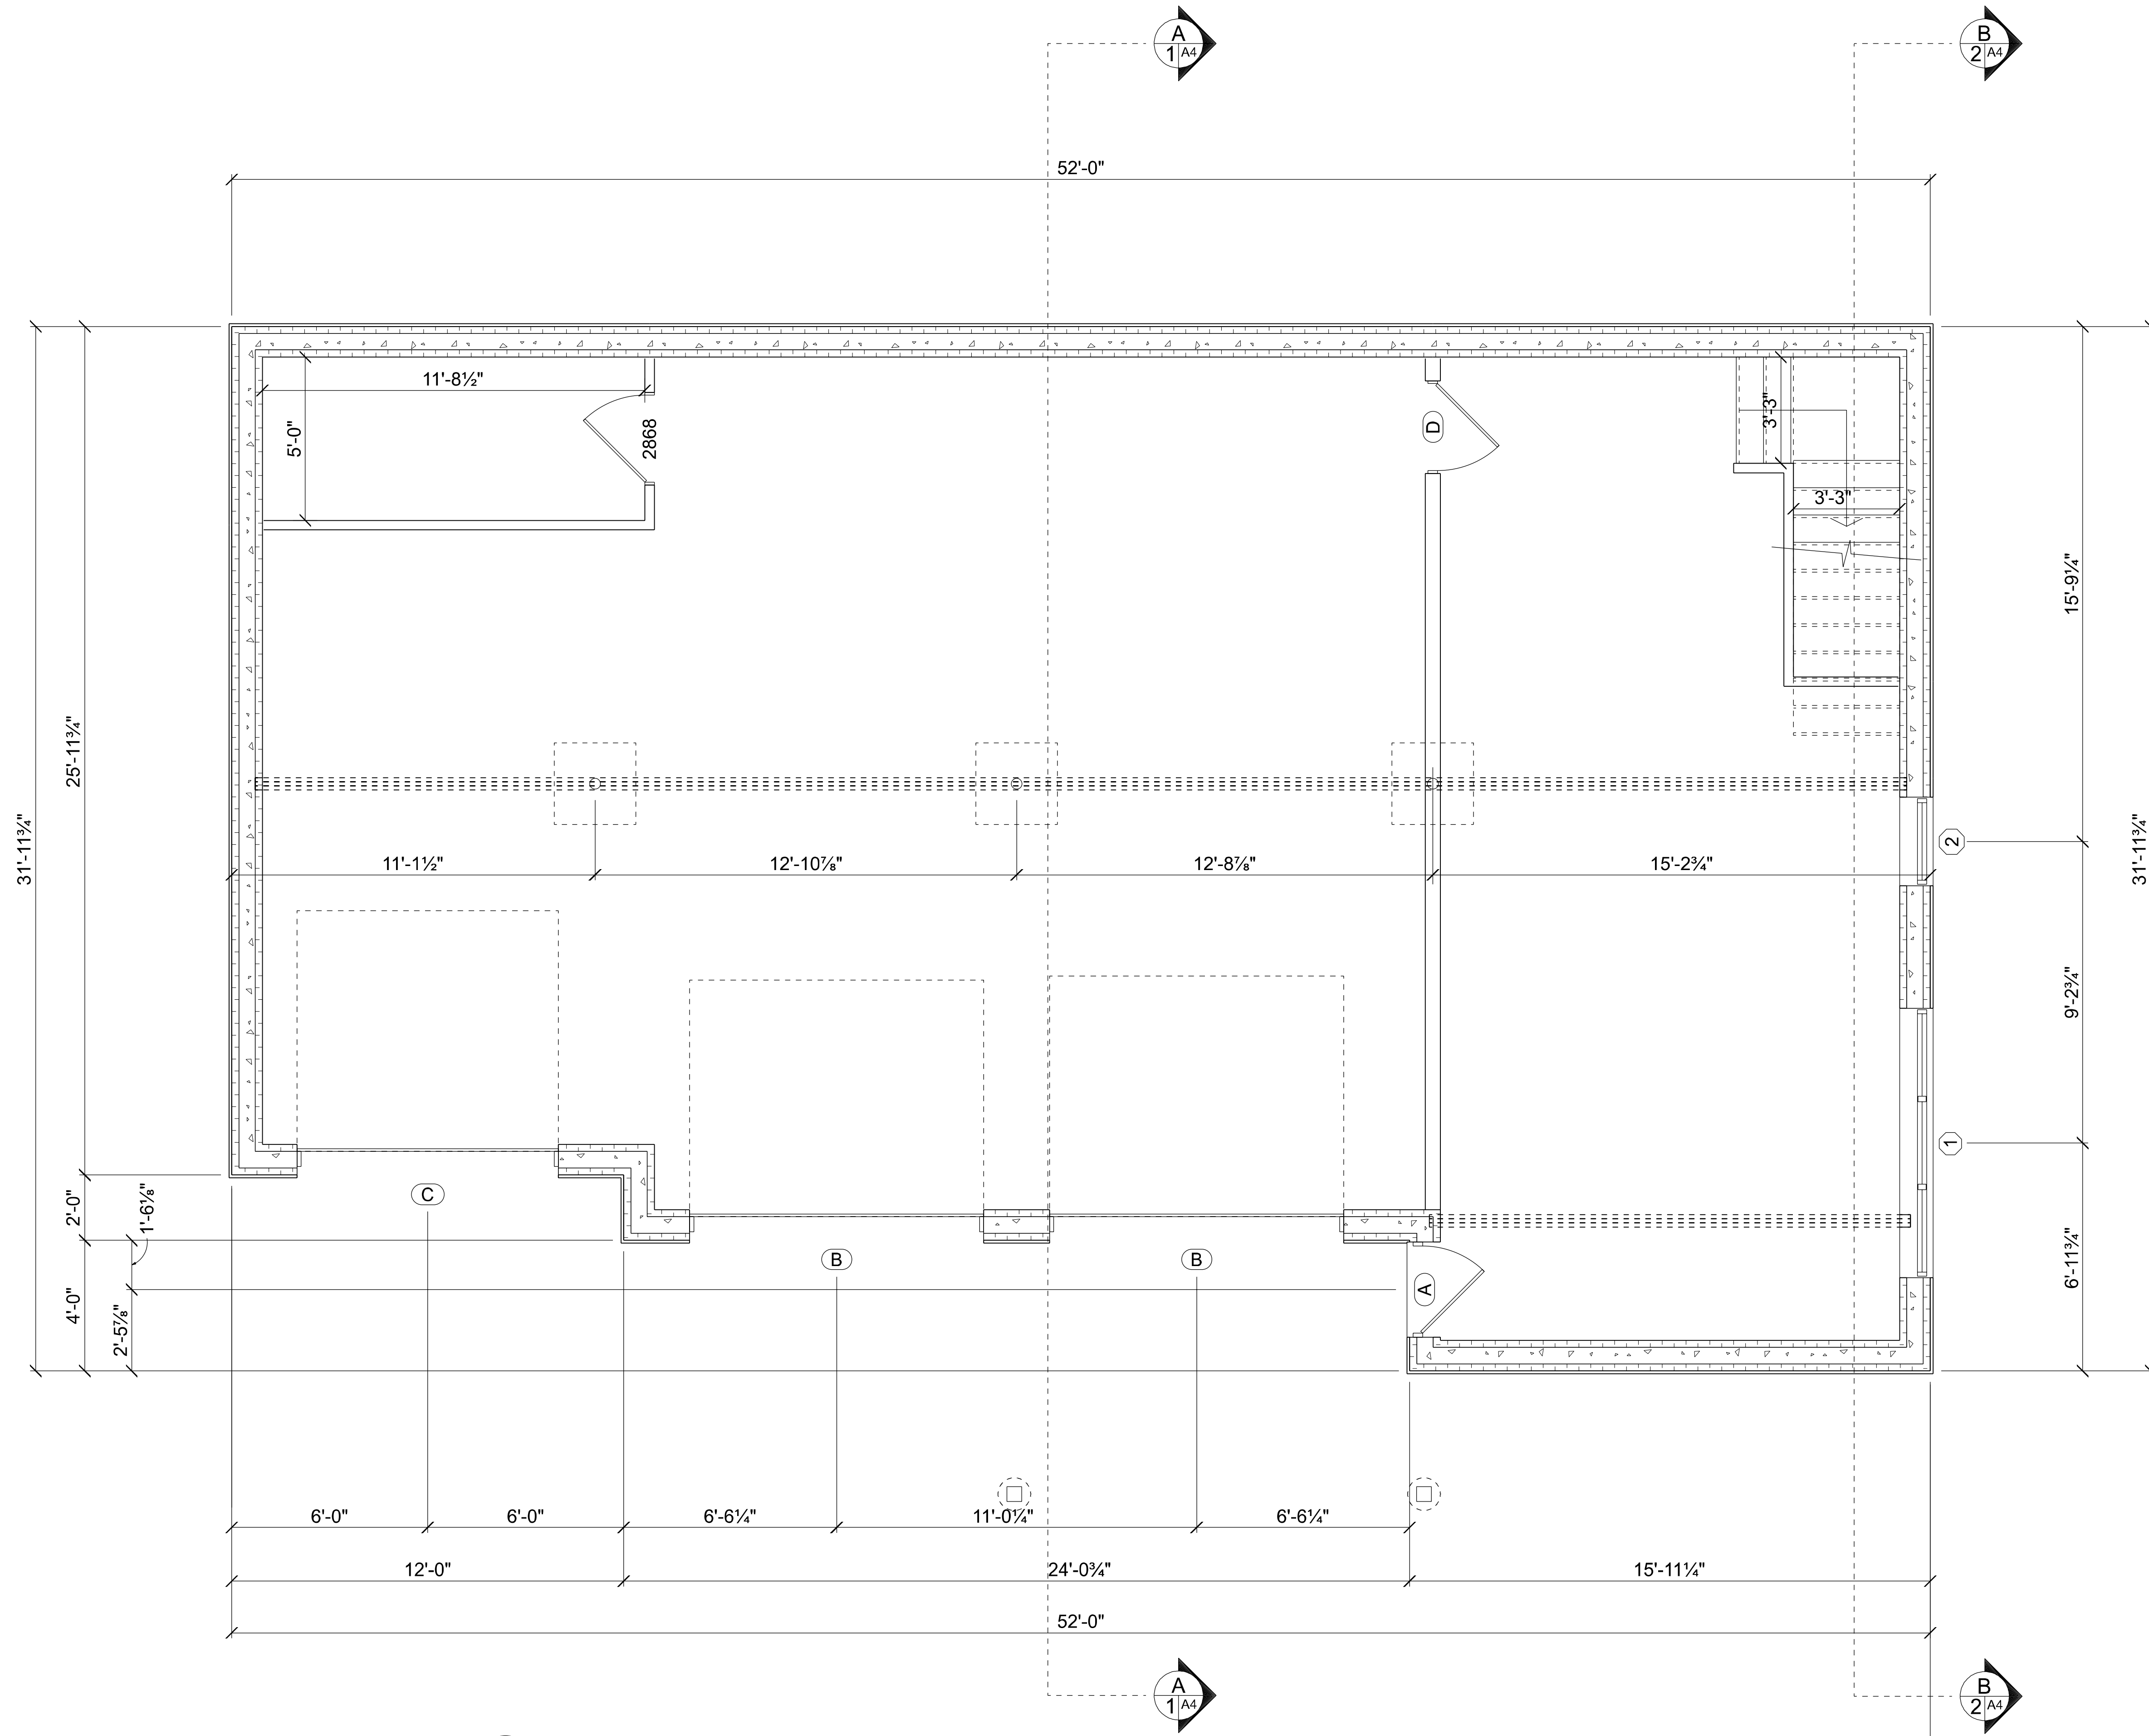 A
1 A4
B
2 A4
52'-0"
11'-8½"
5'-0"
2868
D
3'-3"
3'-3"
15'-9¼"
25'-11¾"
31'-11¾"
31'-11¾"
2
11'-1½"
12'-10⅞"
12'-8⅞"
15'-2¾"
9'-2¾"
1
C
2'-0"
1'-6⅛"
B
B
A
6'-11¾"
4'-0"
2'-5⅞"
6'-0"
6'-0"
6'-6¼"
11'-0¼"
6'-6¼"
12'-0"
24'-0¾"
15'-11¼"
52'-0"
A
1 A4
B
2 A4